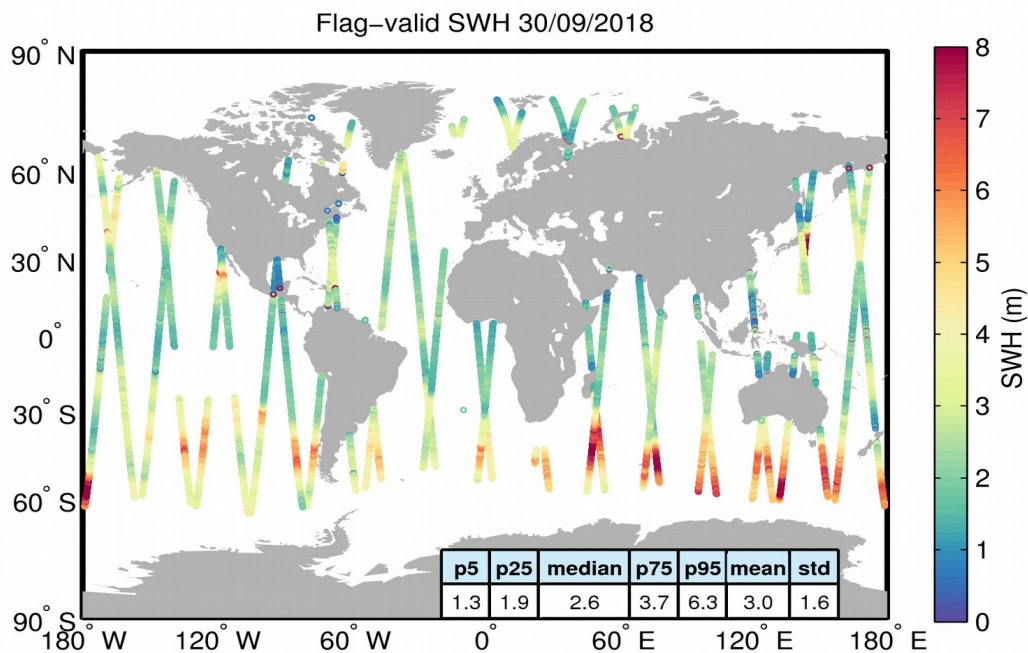 Flag−valid SWH 30/09/2018
90° N
60° N
30° N
0°
30° S
60° S
90° S
180° W
120° W
60° W
0°
60° E
120° E
180° E
p5 p25 median p75 p95 mean std
1.3 1.9 2.6 3.7 6.3 3.0 1.6
8
7
6
5
4
3
2
1
0
SWH (m)